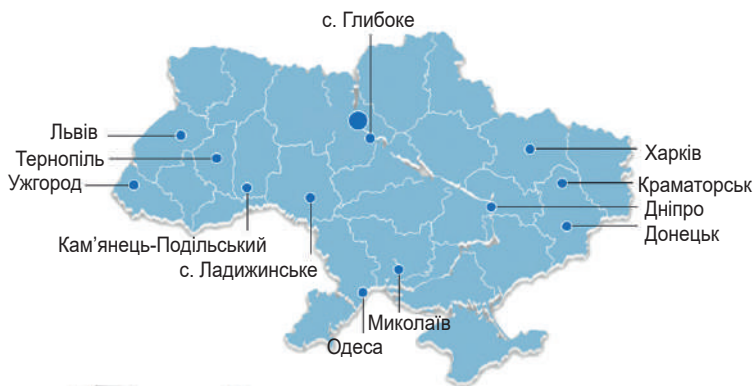 с. Глибоке
Львів
Тернопіль
Ужгород
Кам’янець-Подільський
с. Ладижинське
Харків
Краматорськ
Дніпро
Донецьк
Миколаїв
Одеса